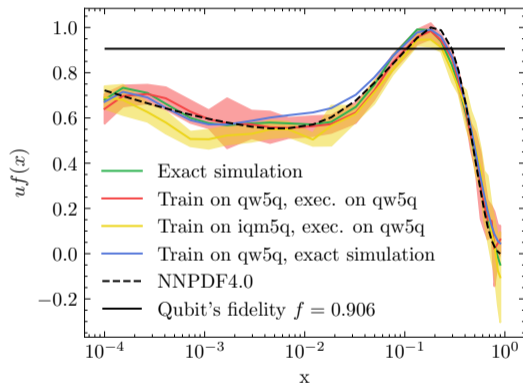 1.0
0.8
0.6
0.4
0.2
0.0
−0.2
uf(x)
Exact simulation
Train on qw5q, exec. on qw5q
Train on iqm5q, exec. on qw5q
Train on qw5q, exact simulation
NNPDF4.0
Qubit's fidelity f = 0.906
10⁻⁴ 10⁻³ 10⁻² 10⁻¹ 10⁰
x